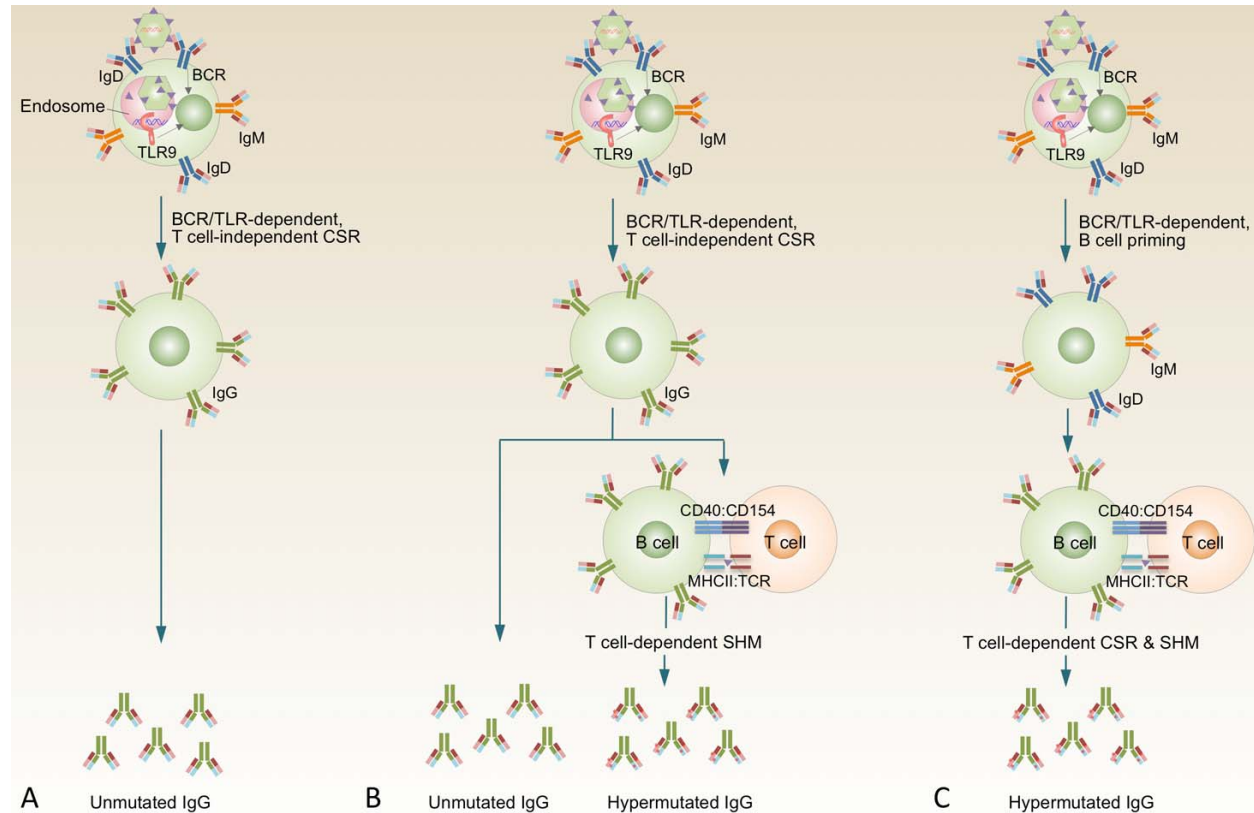 IgD
BCR
Endosome
IgM
TLR9
IgD
BCR/TLR-dependent,
T cell-independent CSR
IgG
A
Unmutated IgG
IgD
BCR
IgM
TLR9
IgD
BCR/TLR-dependent,
T cell-independent CSR
IgG
CD40:CD154
B cell
T cell
MHCII:TCR
T cell-dependent SHM
B
Unmutated IgG
Hypermutated IgG
BCR
IgM
TLR9
IgD
BCR/TLR-dependent,
B cell priming
IgM
IgD
CD40:CD154
B cell
T cell
MHCII:TCR
T cell-dependent CSR & SHM
C
Hypermutated IgG